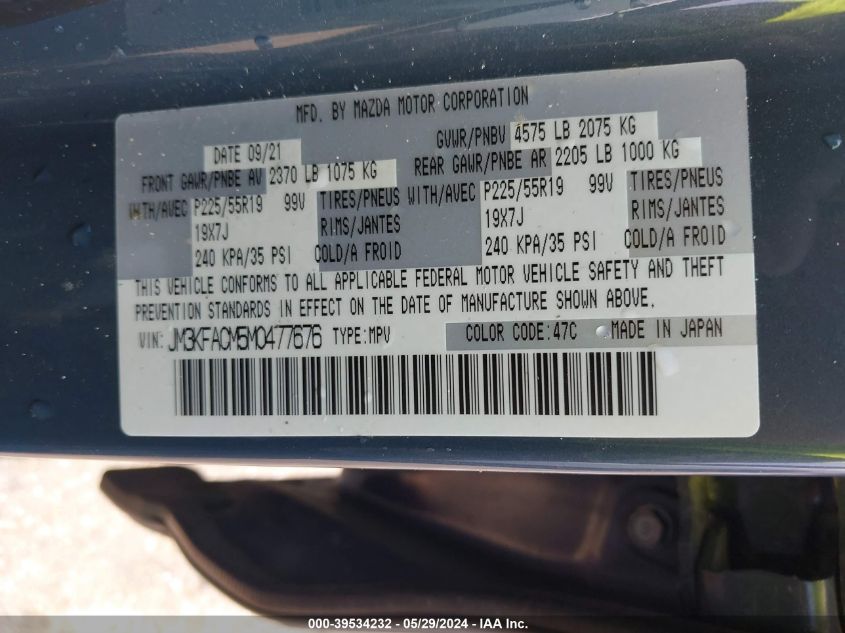 MFD. BY MAZDA MOTOR CORPORATION
DATE 09/21 GVWR/PNBV 4575 LB 2075 KG
FRONT GAWR/PNBE AV 2370 LB 1075 KG REAR GAWR/PNBE AR 2205 LB 1000 KG
WITH/AVEC P225/55R19 99V TIRES/PNEUS WITH/AVEC P225/55R19 99V TIRES/PNEUS
19X7J RIMS/JANTES 19X7J RIMS/JANTES
240 KPA/35 PSI COLD/A FROID 240 KPA/35 PSI COLD/A FROID
THIS VEHICLE CONFORMS TO ALL APPLICABLE FEDERAL MOTOR VEHICLE SAFETY AND THEFT
PREVENTION STANDARDS IN EFFECT ON THE DATE OF MANUFACTURE SHOWN ABOVE.
VIN: JM3KFACM5M0477676 TYPE:MPV COLOR CODE:47C MADE IN JAPAN
000-39534232 - 05/29/2024 - IAA Inc.